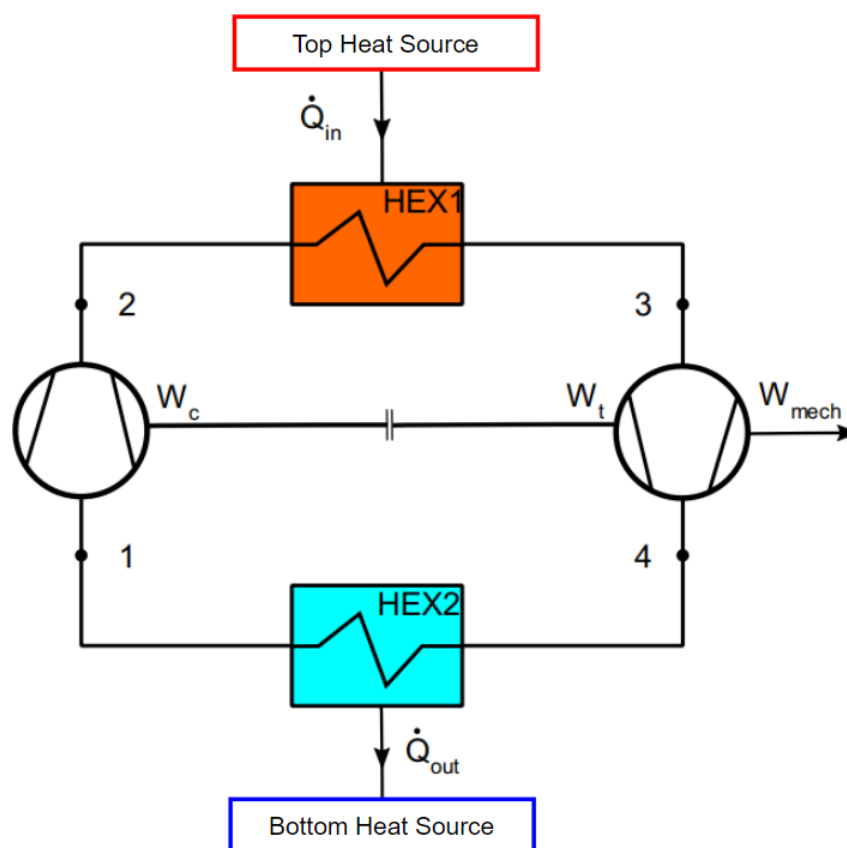 Top Heat Source
Q̇in
HEX1
2
3
Wc
Wt
Wmech
1
4
HEX2
Q̇out
Bottom Heat Source